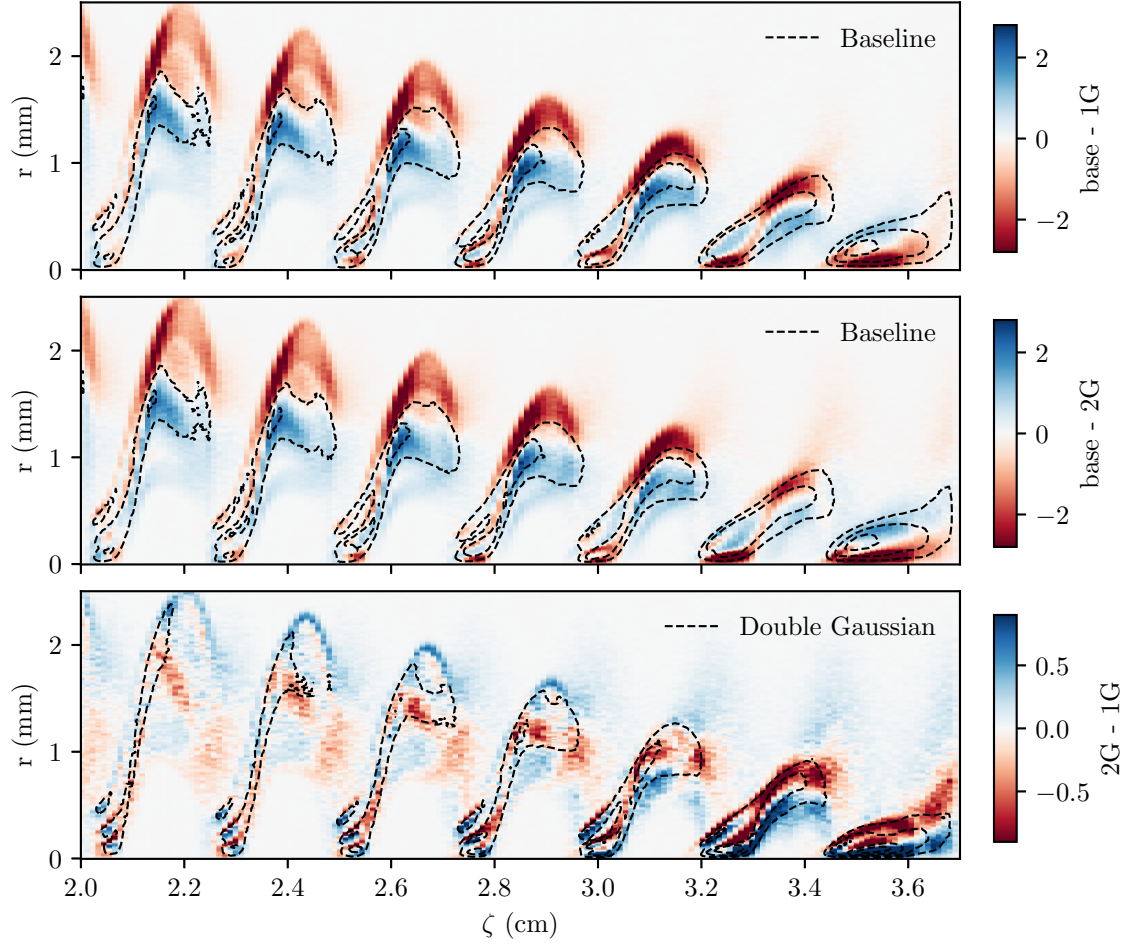 2
1
0
r (mm)
Baseline
2
0
−2
base - 1G
2
1
0
r (mm)
Baseline
2
0
−2
base - 2G
2
1
0
r (mm)
Double Gaussian
0.5
0.0
−0.5
2G - 1G
2.0 2.2 2.4 2.6 2.8 3.0 3.2 3.4 3.6
ζ (cm)